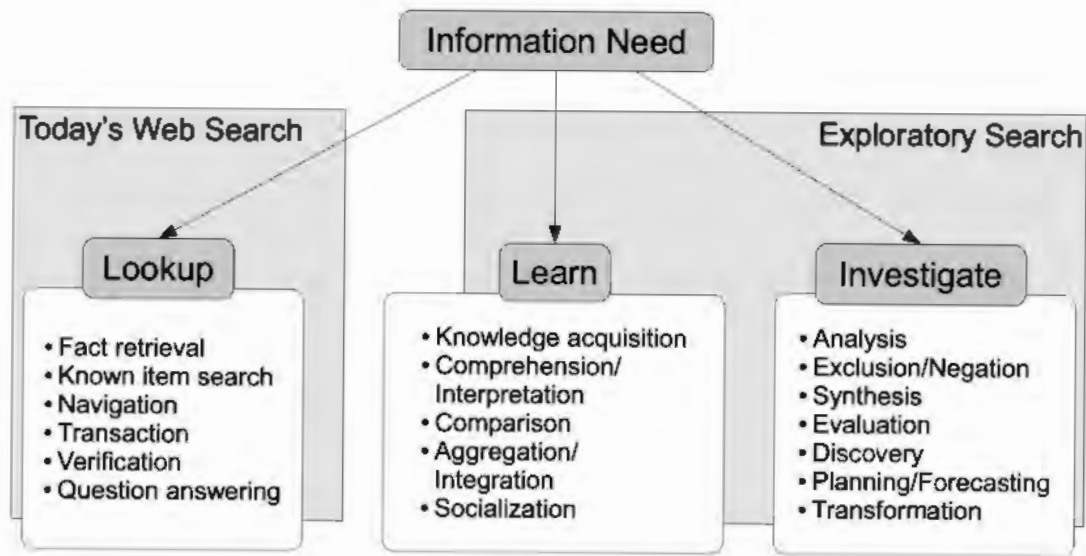 Information Need
Today's Web Search
Exploratory Search
Lookup
• Fact retrieval
• Known item search
• Navigation
• Transaction
• Verification
• Question answering
Learn
• Knowledge acquisition
• Comprehension/
Interpretation
• Comparison
• Aggregation/
Integration
• Socialization
Investigate
• Analysis
• Exclusion/Negation
• Synthesis
• Evaluation
• Discovery
• Planning/Forecasting
• Transformation